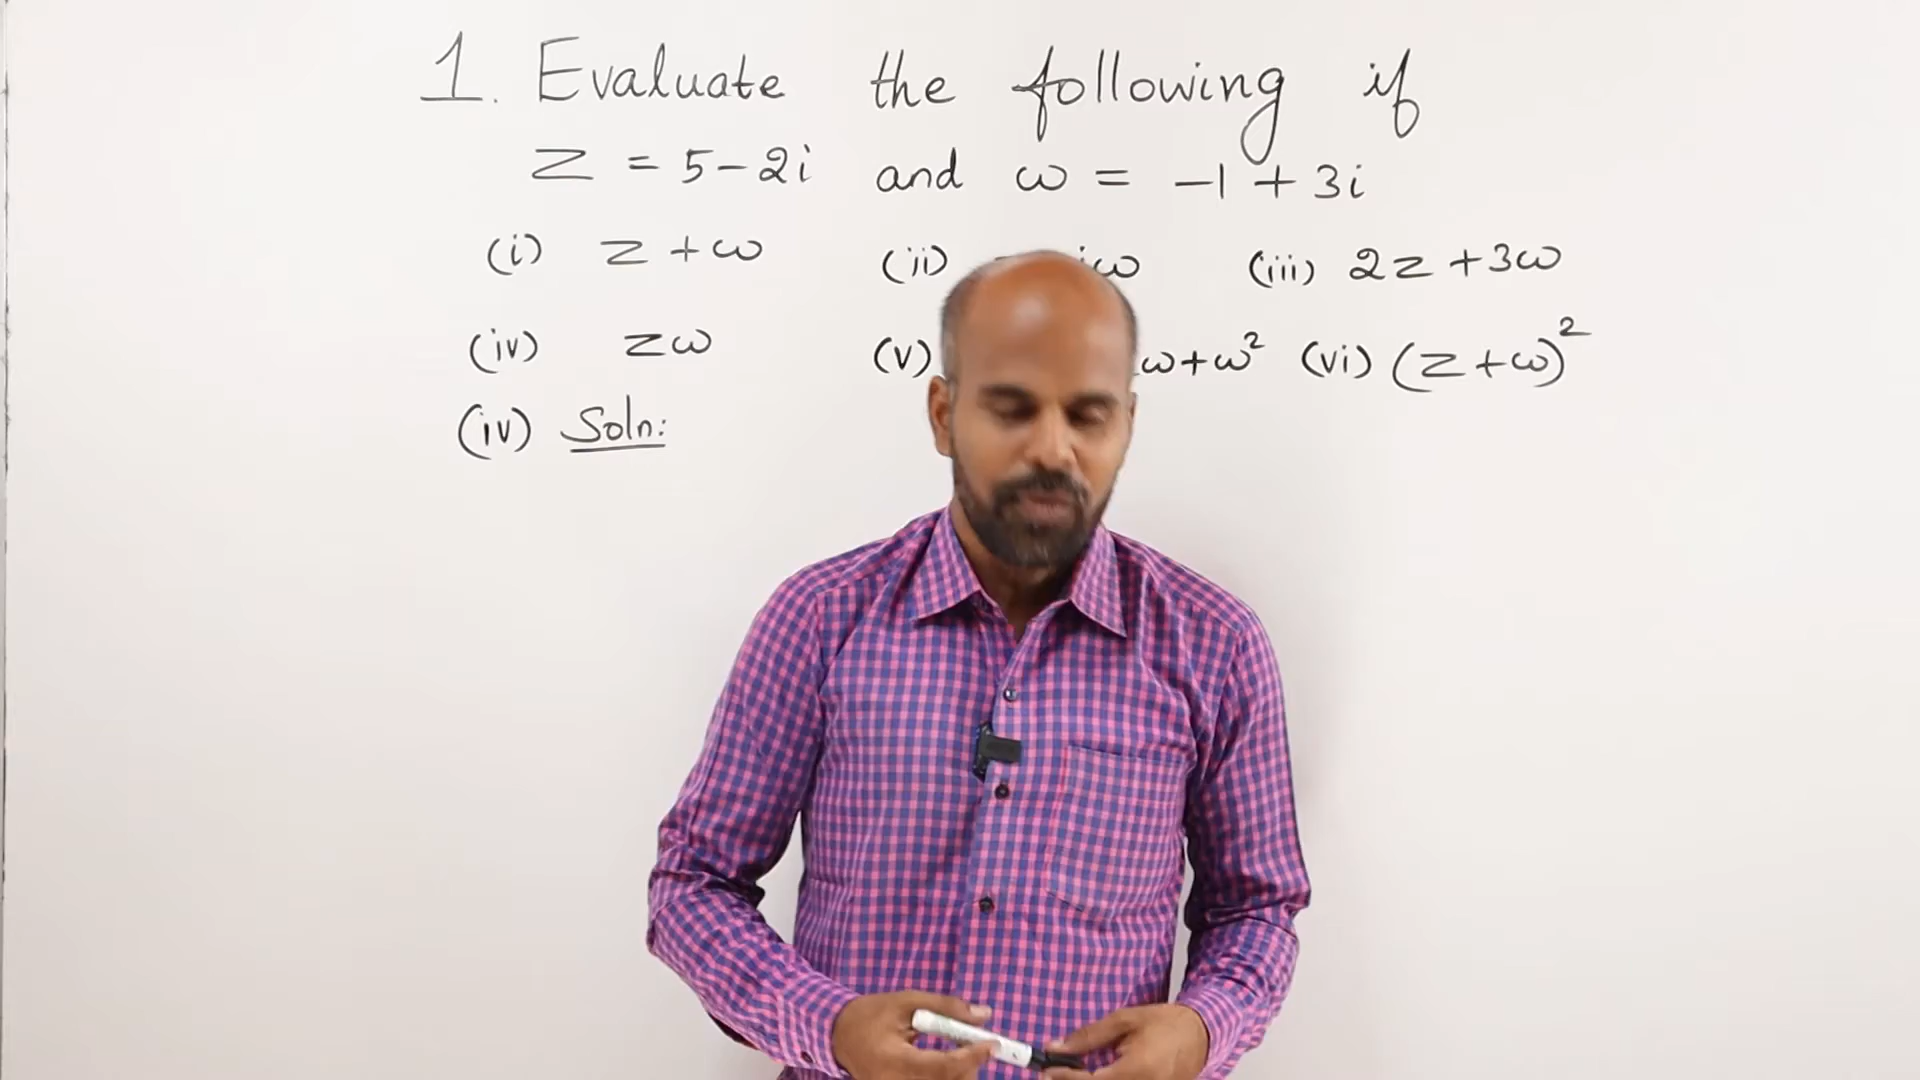 1. Evaluate the following if
z = 5-2i and ω = -1 + 3i
(i) z + ω (ii) iω (iii) 2z + 3ω
(iv) zω (v) ω + ω² (vi) (z + ω)²
(iv) Soln: